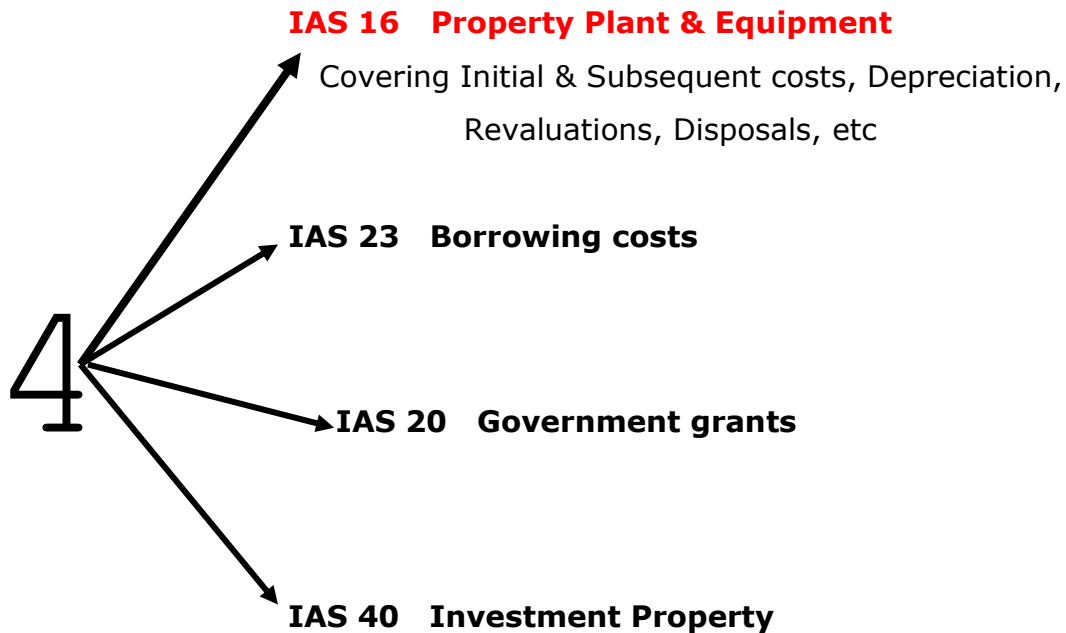 IAS 16 Property Plant & Equipment
Covering Initial & Subsequent costs, Depreciation,
Revaluations, Disposals, etc
IAS 23 Borrowing costs
4
IAS 20 Government grants
IAS 40 Investment Property